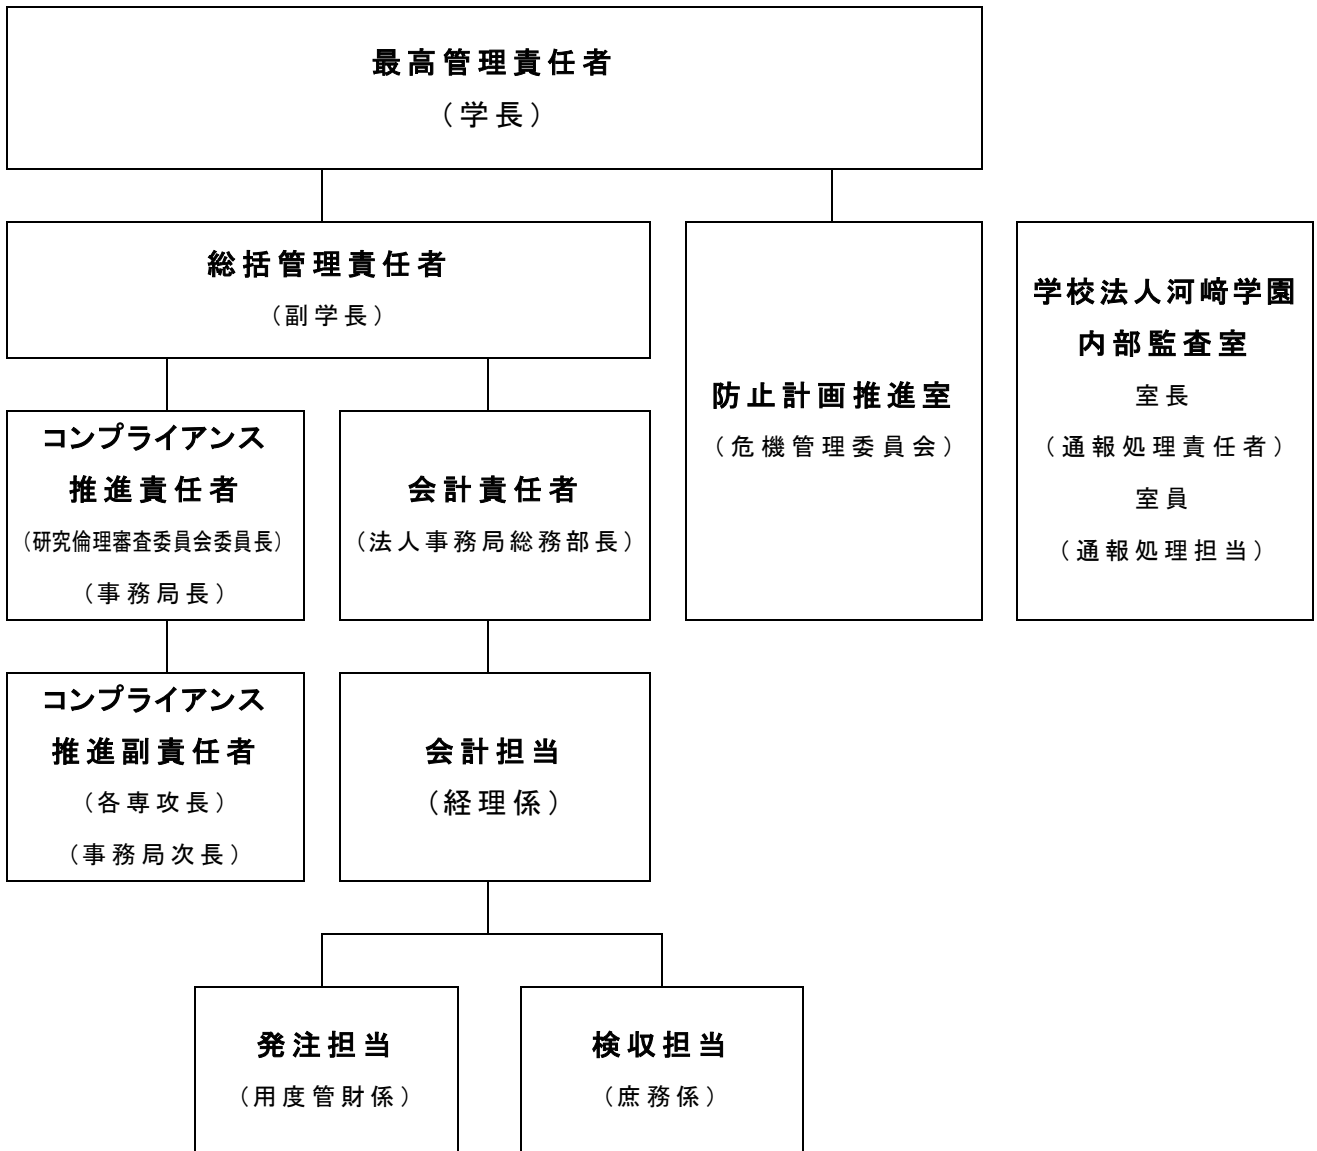 最高管理責任者
（学長）
総括管理責任者
（副学長）
防止計画推進室
（危機管理委員会）
学校法人河﨑学園
内部監査室
室長
（通報処理責任者）
室員
（通報処理担当）
コンプライアンス
推進責任者
（研究倫理審査委員会委員長）
（事務局長）
会計責任者
（法人事務局総務部長）
コンプライアンス
推進副責任者
（各専攻長）
（事務局次長）
会計担当
（経理係）
発注担当
（用度管財係）
検収担当
（庶務係）